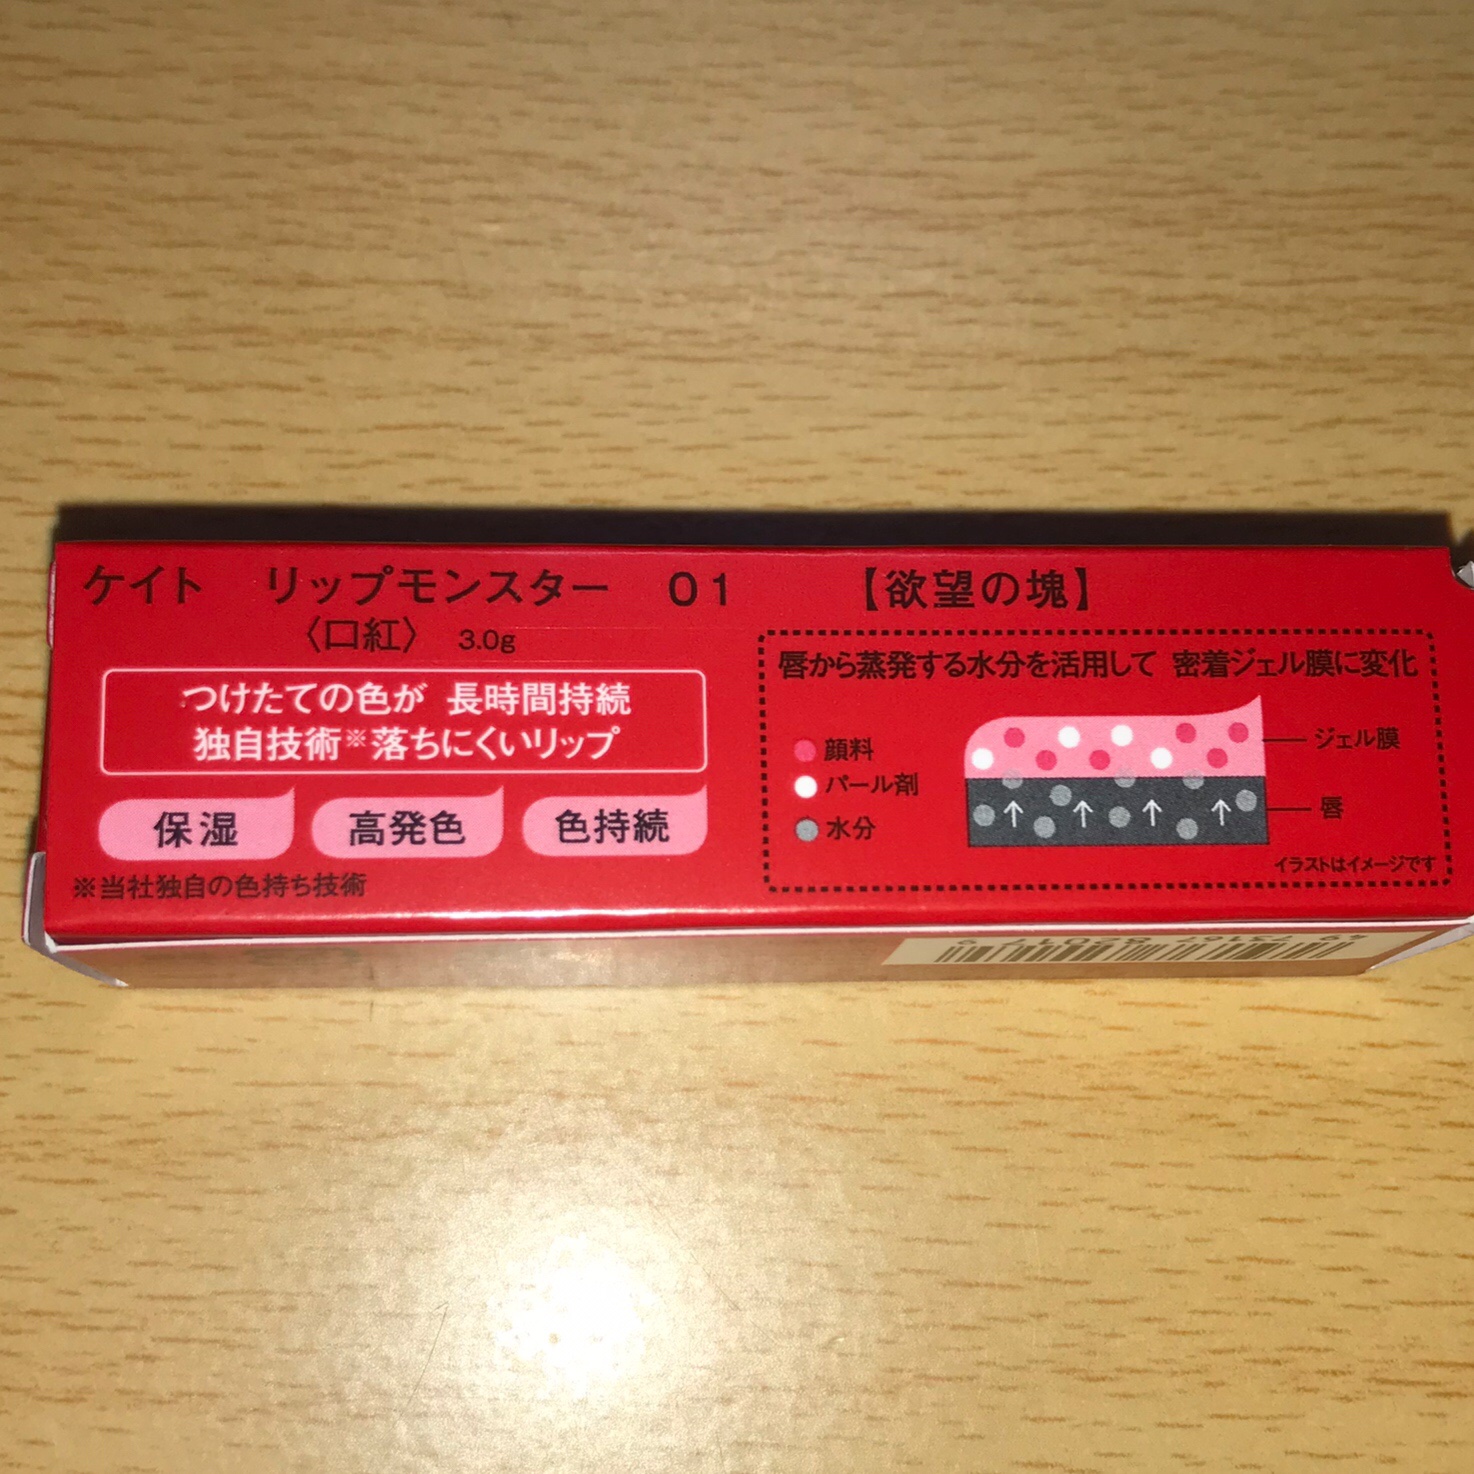 ケイト リップモンスター 01 【欲望の塊】
〈口紅〉 3.0g
つけたての色が 長時間持続
独自技術※落ちにくいリップ
保湿 高発色 色持続
※当社独自の色持ち技術
唇から蒸発する水分を活用して 密着ジェル膜に変化
顔料
パール剤
水分
ジェル膜
唇
イラストはイメージです